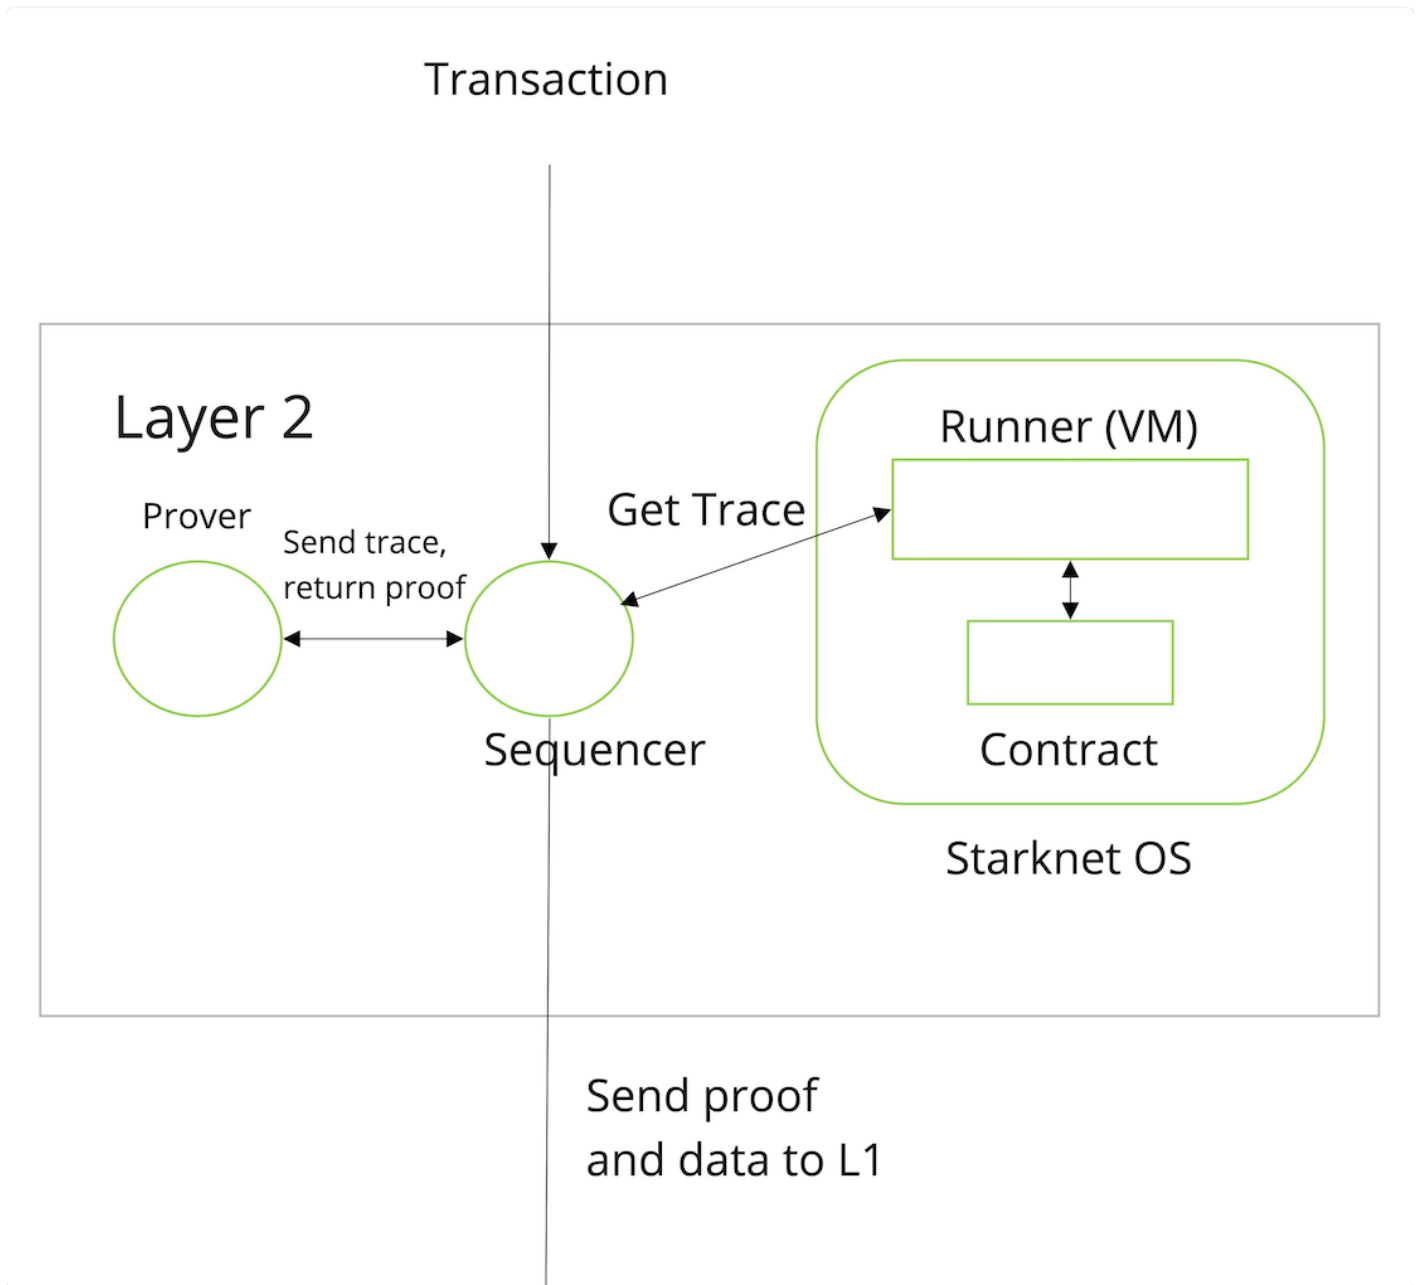 Transaction
Layer 2
Runner (VM)
Get Trace
Prover
Send trace,
return proof
Sequencer
Contract
Starknet OS
Send proof
and data to L1